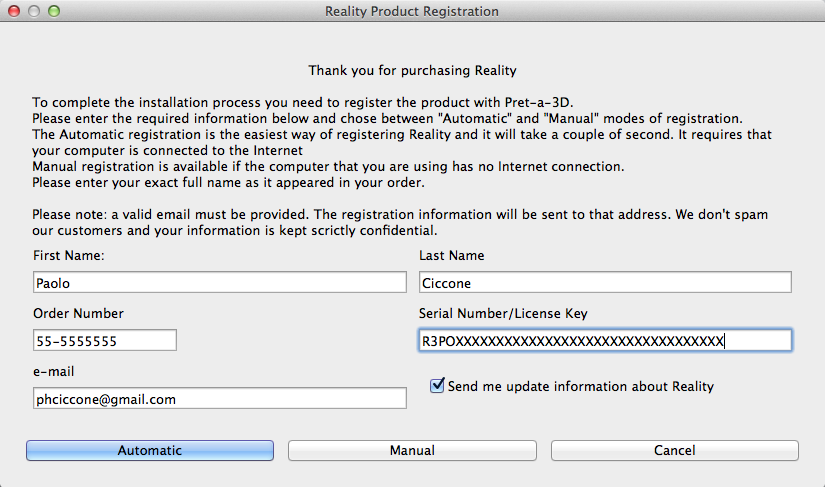 Reality Product Registration
Thank you for purchasing Reality
To complete the installation process you need to register the product with Pret-a-3D.
Please enter the required information below and chose between "Automatic" and "Manual" modes of registration.
The Automatic registration is the easiest way of registering Reality and it will take a couple of second. It requires that
your computer is connected to the Internet
Manual registration is available if the computer that you are using has no Internet connection.
Please enter your exact full name as it appeared in your order.
Please note: a valid email must be provided. The registration information will be sent to that address. We don't spam
our customers and your information is kept scrictly confidential.
First Name:
Last Name
Paolo
Ciccone
Order Number
Serial Number/License Key
55-5555555
R3POXXXXXXXXXXXXXXXXXXXXXXXXXXXXXXXXX
e-mail
Send me update information about Reality
phciccone@gmail.com
Automatic
Manual
Cancel